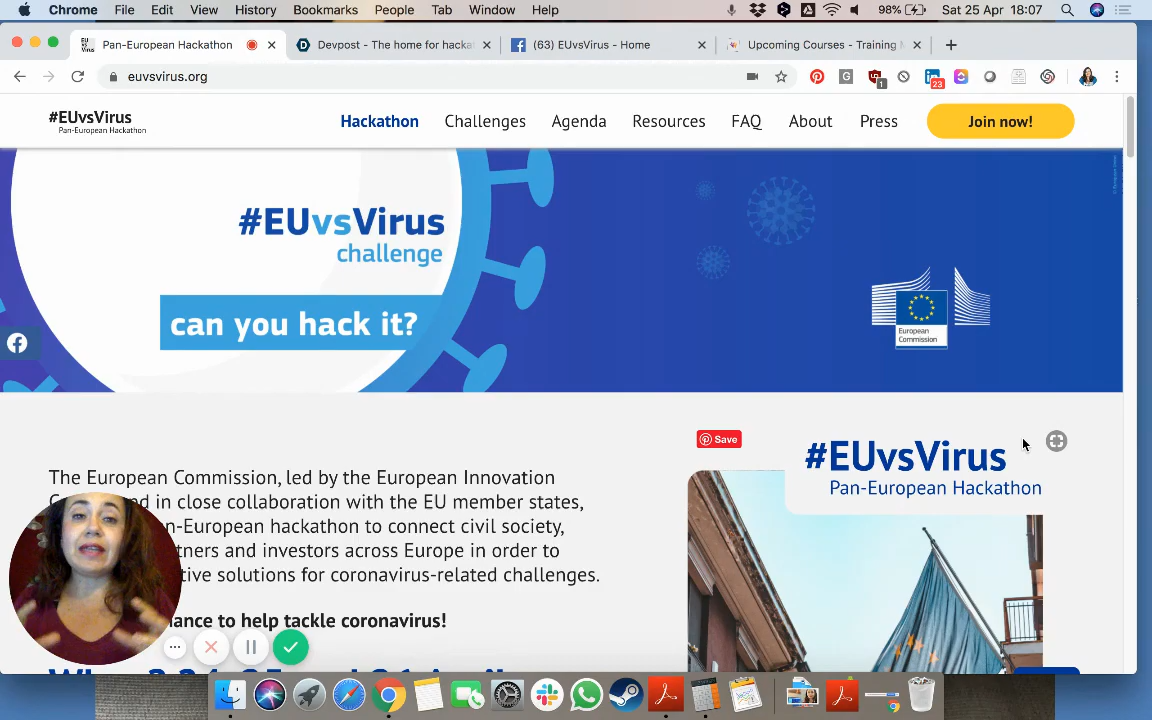 Chrome File Edit View History Bookmarks People Tab Window Help 98% Sat 25 Apr 18:07
Pan-European Hackathon
Devpost - The home for hacka
(63) EUvsVirus - Home
Upcoming Courses - Training
euvsvirus.org
1
23
#EUvsVirus
Pan-European Hackathon
Hackathon Challenges Agenda Resources FAQ About Press Join now!
#EUvsVirus
challenge
can you hack it?
European
Commission
Save
#EUvsVirus
Pan-European Hackathon
The European Commission, led by the European Innovation
nd in close collaboration with the EU member states,
n-European hackathon to connect civil society,
tners and investors across Europe in order to
tive solutions for coronavirus-related challenges.
ance to help tackle coronavirus!